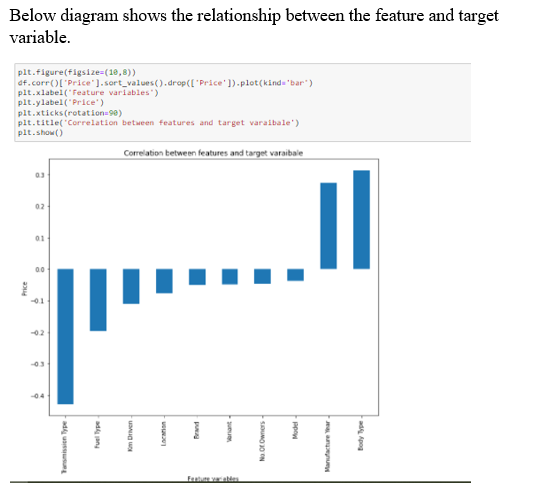 Below diagram shows the relationship between the feature and target
variable.
plt.figure(figsize=(10,8))
df.corr()['Price'].sort_values().drop(['Price']).plot(kind='bar')
plt.xlabel('Feature variables')
plt.ylabel('Price')
plt.xticks(rotation=90)
plt.title('Correlation between features and target varaibale')
plt.show()
Correlation between features and target varaibale
0.3
0.2
0.1
0.0
−0.1
−0.2
−0.3
−0.4
Price
Transmission Type
Fuel Type
Km Driven
Location
Brand
Variant
No Of Owners
Model
Manufacture Year
Body Type
Feature variables